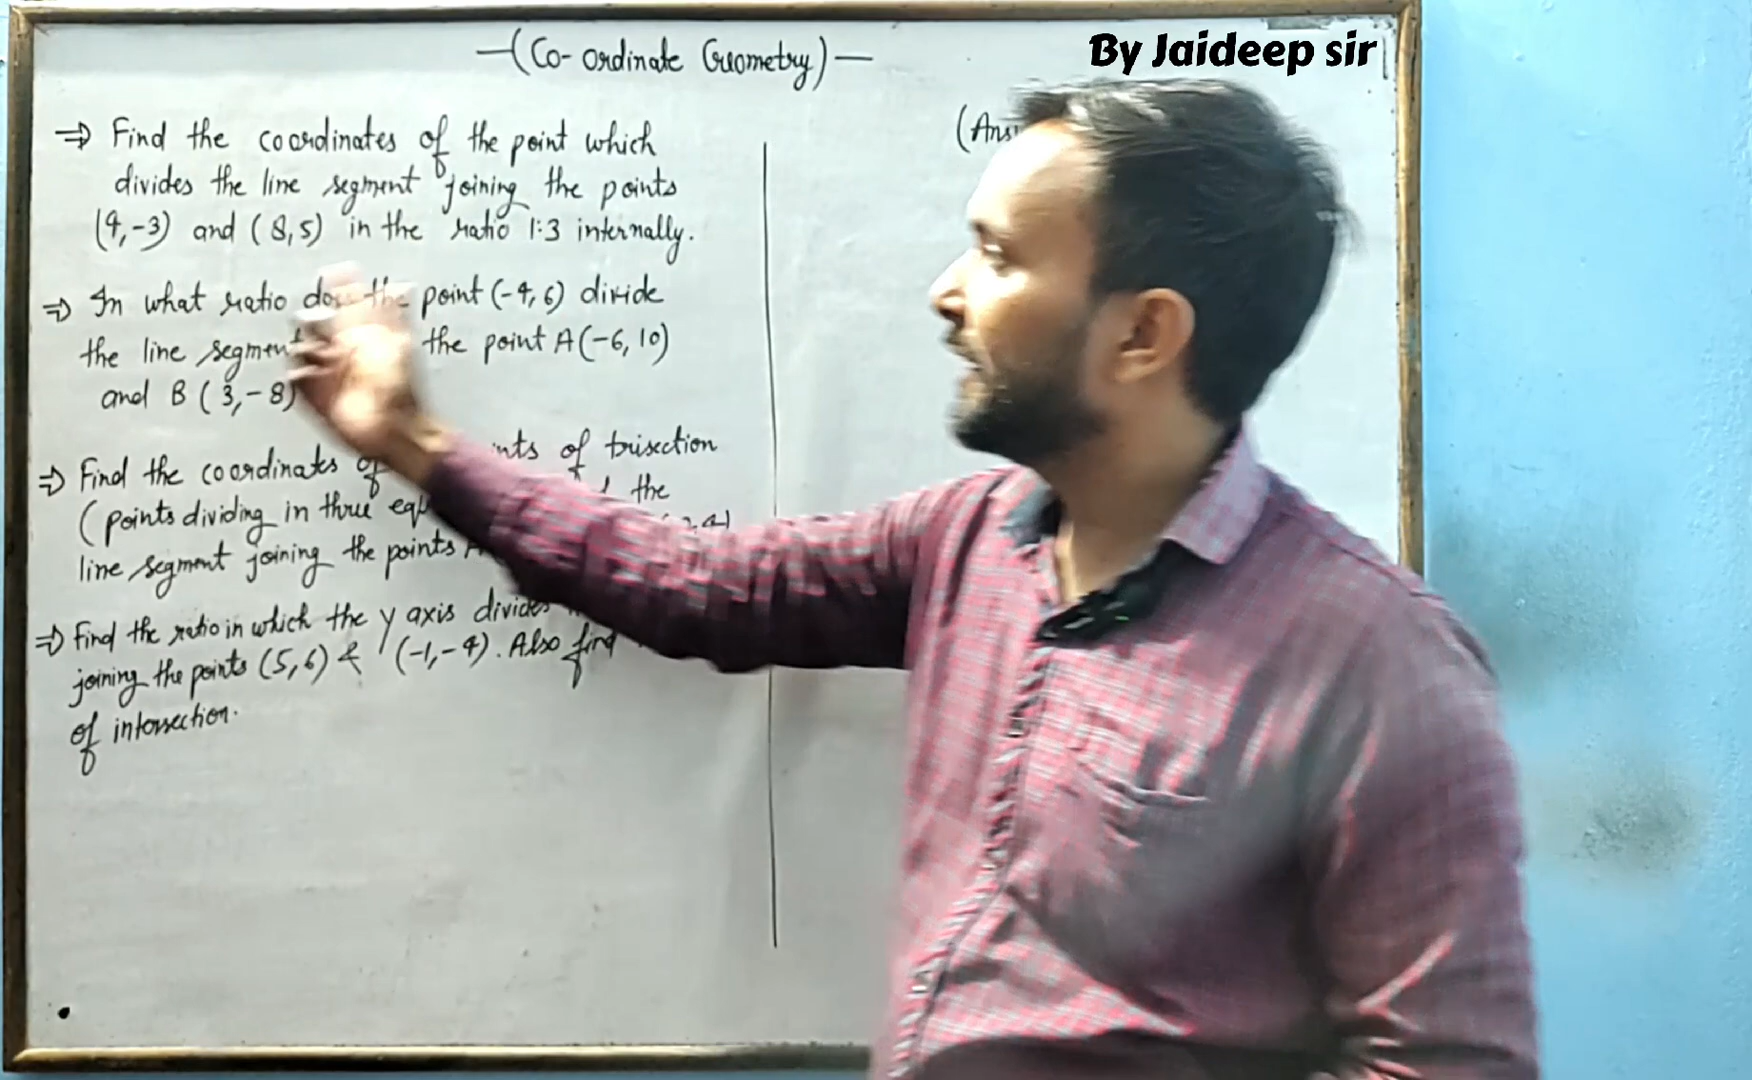 —(Co-ordinate Geometry)—
By Jaideep sir
⇒ Find the coordinates of the point which
divides the line segment joining the points
(4,-3) and (8,5) in the ratio 1:3 internally.
⇒ In what ratio does the point (-4,6) divide
the line segment the point A(-6,10)
and B(3,-8)
⇒ Find the coordinates of of trisection
(points dividing in three the
line segment joining the points
⇒ Find the ratio in which the y axis divides
joining the points (5,6) & (-1,-4). Also find
of intersection.
(Ans